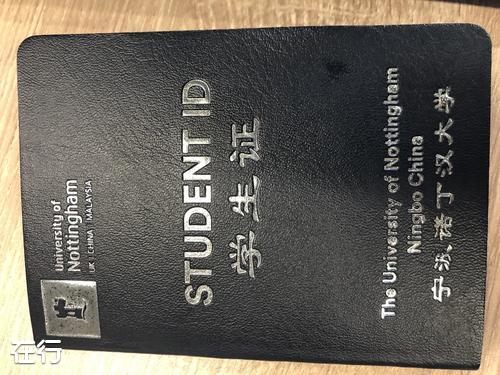 University of
Nottingham
UK | CHINA | MALAYSIA
STUDENT ID
学生证
The University of Nottingham
Ningbo China
宁波诺丁汉大学
在行